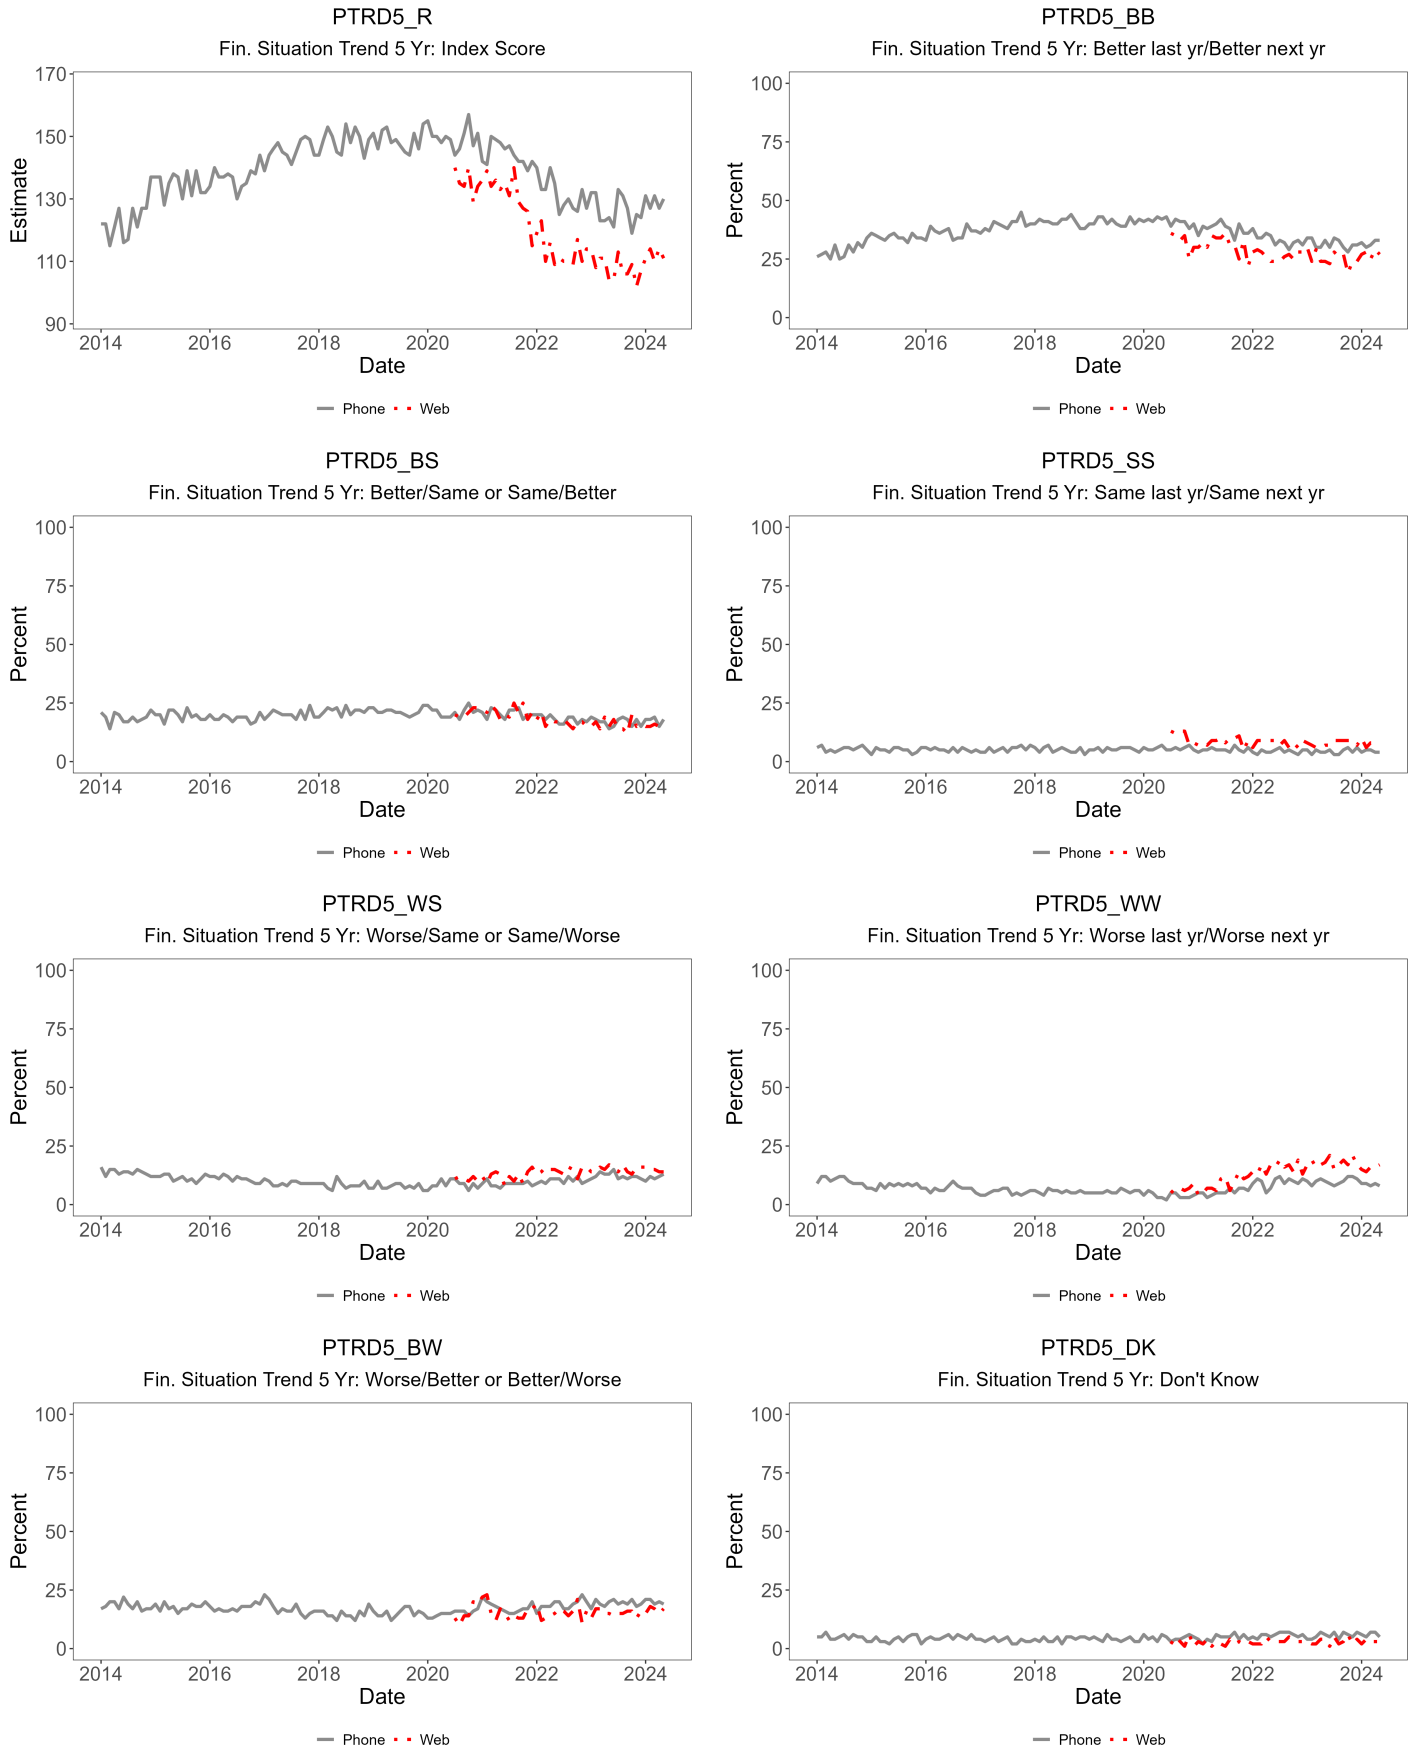 PTRD5_R
Fin. Situation Trend 5 Yr: Index Score
170
150
130
110
90
Estimate
2014 2016 2018 2020 2022 2024
Date
Phone Web
PTRD5_BB
Fin. Situation Trend 5 Yr: Better last yr/Better next yr
100
75
50
25
0
Percent
2014 2016 2018 2020 2022 2024
Date
Phone Web
PTRD5_BS
Fin. Situation Trend 5 Yr: Better/Same or Same/Better
100
75
50
25
0
Percent
2014 2016 2018 2020 2022 2024
Date
Phone Web
PTRD5_SS
Fin. Situation Trend 5 Yr: Same last yr/Same next yr
100
75
50
25
0
Percent
2014 2016 2018 2020 2022 2024
Date
Phone Web
PTRD5_WS
Fin. Situation Trend 5 Yr: Worse/Same or Same/Worse
100
75
50
25
0
Percent
2014 2016 2018 2020 2022 2024
Date
Phone Web
PTRD5_WW
Fin. Situation Trend 5 Yr: Worse last yr/Worse next yr
100
75
50
25
0
Percent
2014 2016 2018 2020 2022 2024
Date
Phone Web
PTRD5_BW
Fin. Situation Trend 5 Yr: Worse/Better or Better/Worse
100
75
50
25
0
Percent
2014 2016 2018 2020 2022 2024
Date
Phone Web
PTRD5_DK
Fin. Situation Trend 5 Yr: Don't Know
100
75
50
25
0
Percent
2014 2016 2018 2020 2022 2024
Date
Phone Web